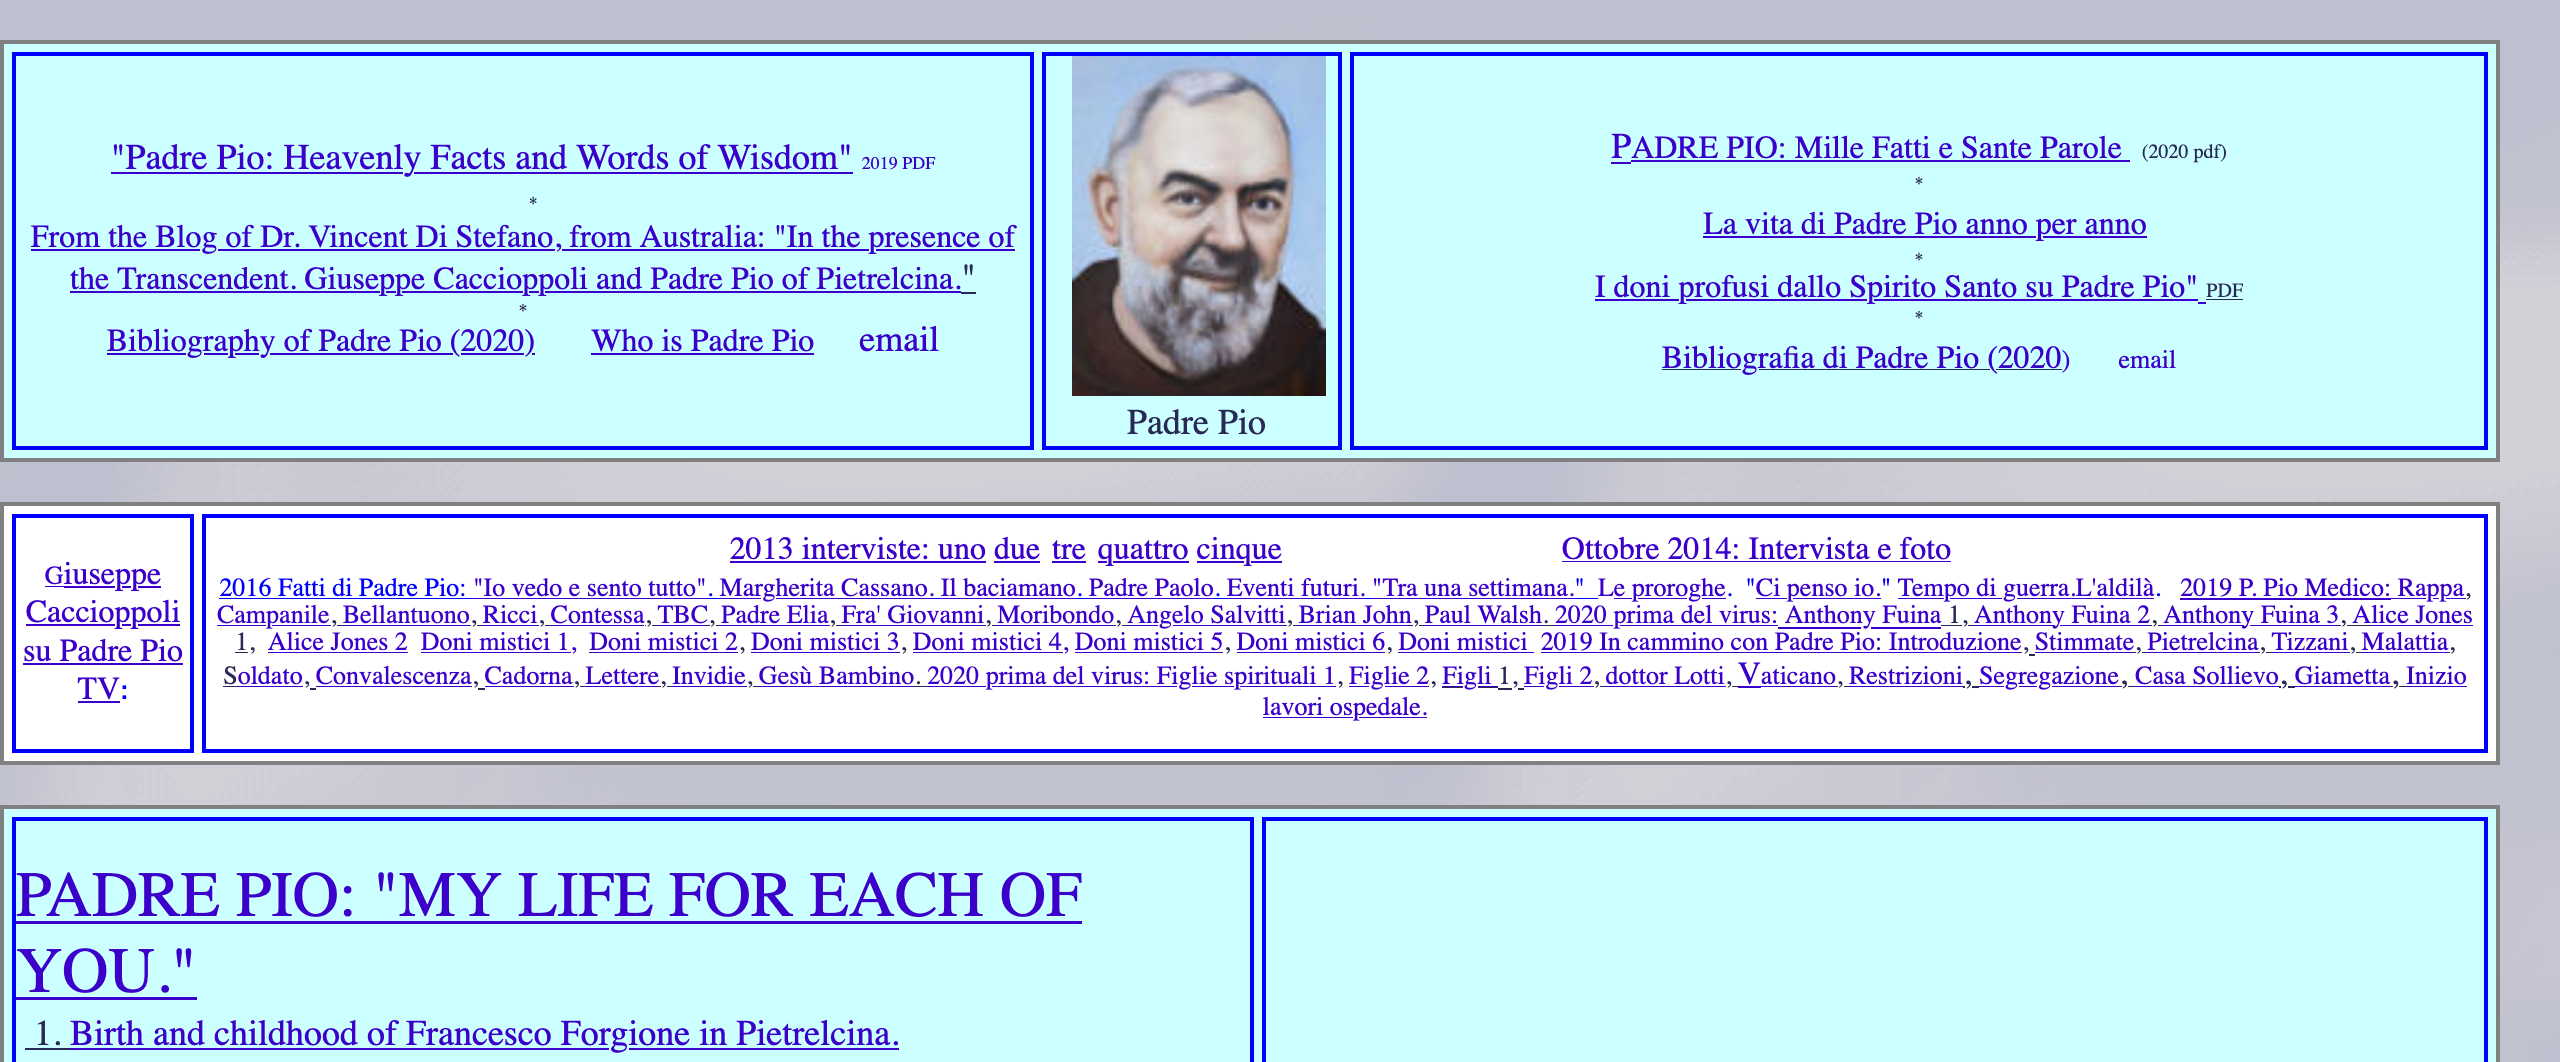 "Padre Pio: Heavenly Facts and Words of Wisdom" 2019 PDF
*
From the Blog of Dr. Vincent Di Stefano, from Australia: "In the presence of
the Transcendent. Giuseppe Caccioppoli and Padre Pio of Pietrelcina."
*
Bibliography of Padre Pio (2020) Who is Padre Pio email
Padre Pio
PADRE PIO: Mille Fatti e Sante Parole (2020 pdf)
*
La vita di Padre Pio anno per anno
*
I doni profusi dallo Spirito Santo su Padre Pio" PDF
*
Bibliografia di Padre Pio (2020) email
Giuseppe
Caccioppoli
su Padre Pio
TV:
2013 interviste: uno due tre quattro cinque Ottobre 2014: Intervista e foto
2016 Fatti di Padre Pio: "Io vedo e sento tutto". Margherita Cassano. Il baciamano. Padre Paolo. Eventi futuri. "Tra una settimana." Le proroghe. "Ci penso io." Tempo di guerra.L'aldilà. 2019 P. Pio Medico: Rappa,
Campanile, Bellantuono, Ricci, Contessa, TBC, Padre Elia, Fra' Giovanni, Moribondo, Angelo Salvitti, Brian John, Paul Walsh. 2020 prima del virus: Anthony Fuina 1, Anthony Fuina 2, Anthony Fuina 3, Alice Jones
1, Alice Jones 2 Doni mistici 1, Doni mistici 2, Doni mistici 3, Doni mistici 4, Doni mistici 5, Doni mistici 6, Doni mistici 2019 In cammino con Padre Pio: Introduzione, Stimmate, Pietrelcina, Tizzani, Malattia,
Soldato, Convalescenza, Cadorna, Lettere, Invidie, Gesù Bambino. 2020 prima del virus: Figlie spirituali 1, Figlie 2, Figli 1, Figli 2, dottor Lotti, Vaticano, Restrizioni, Segregazione, Casa Sollievo, Giametta, Inizio
lavori ospedale.
PADRE PIO: "MY LIFE FOR EACH OF
YOU."
1. Birth and childhood of Francesco Forgione in Pietrelcina.